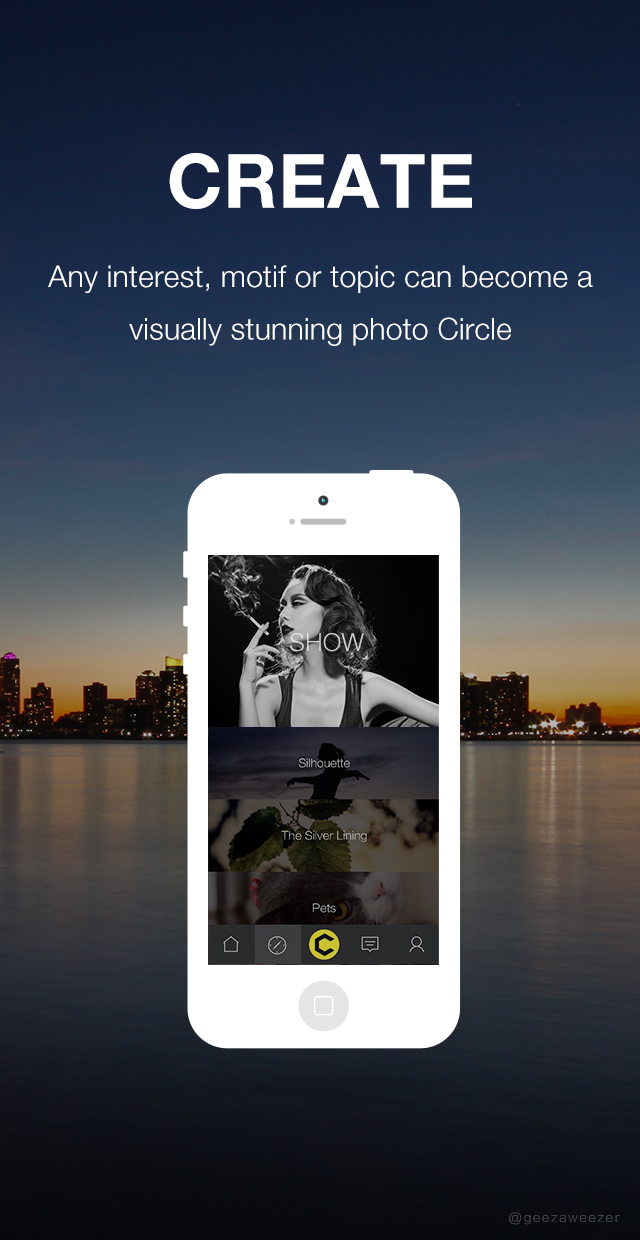 CREATE
Any interest, motif or topic can become a
visually stunning photo Circle
SHOW
Silhouette
The Silver Lining
Pets
@geezaweezer